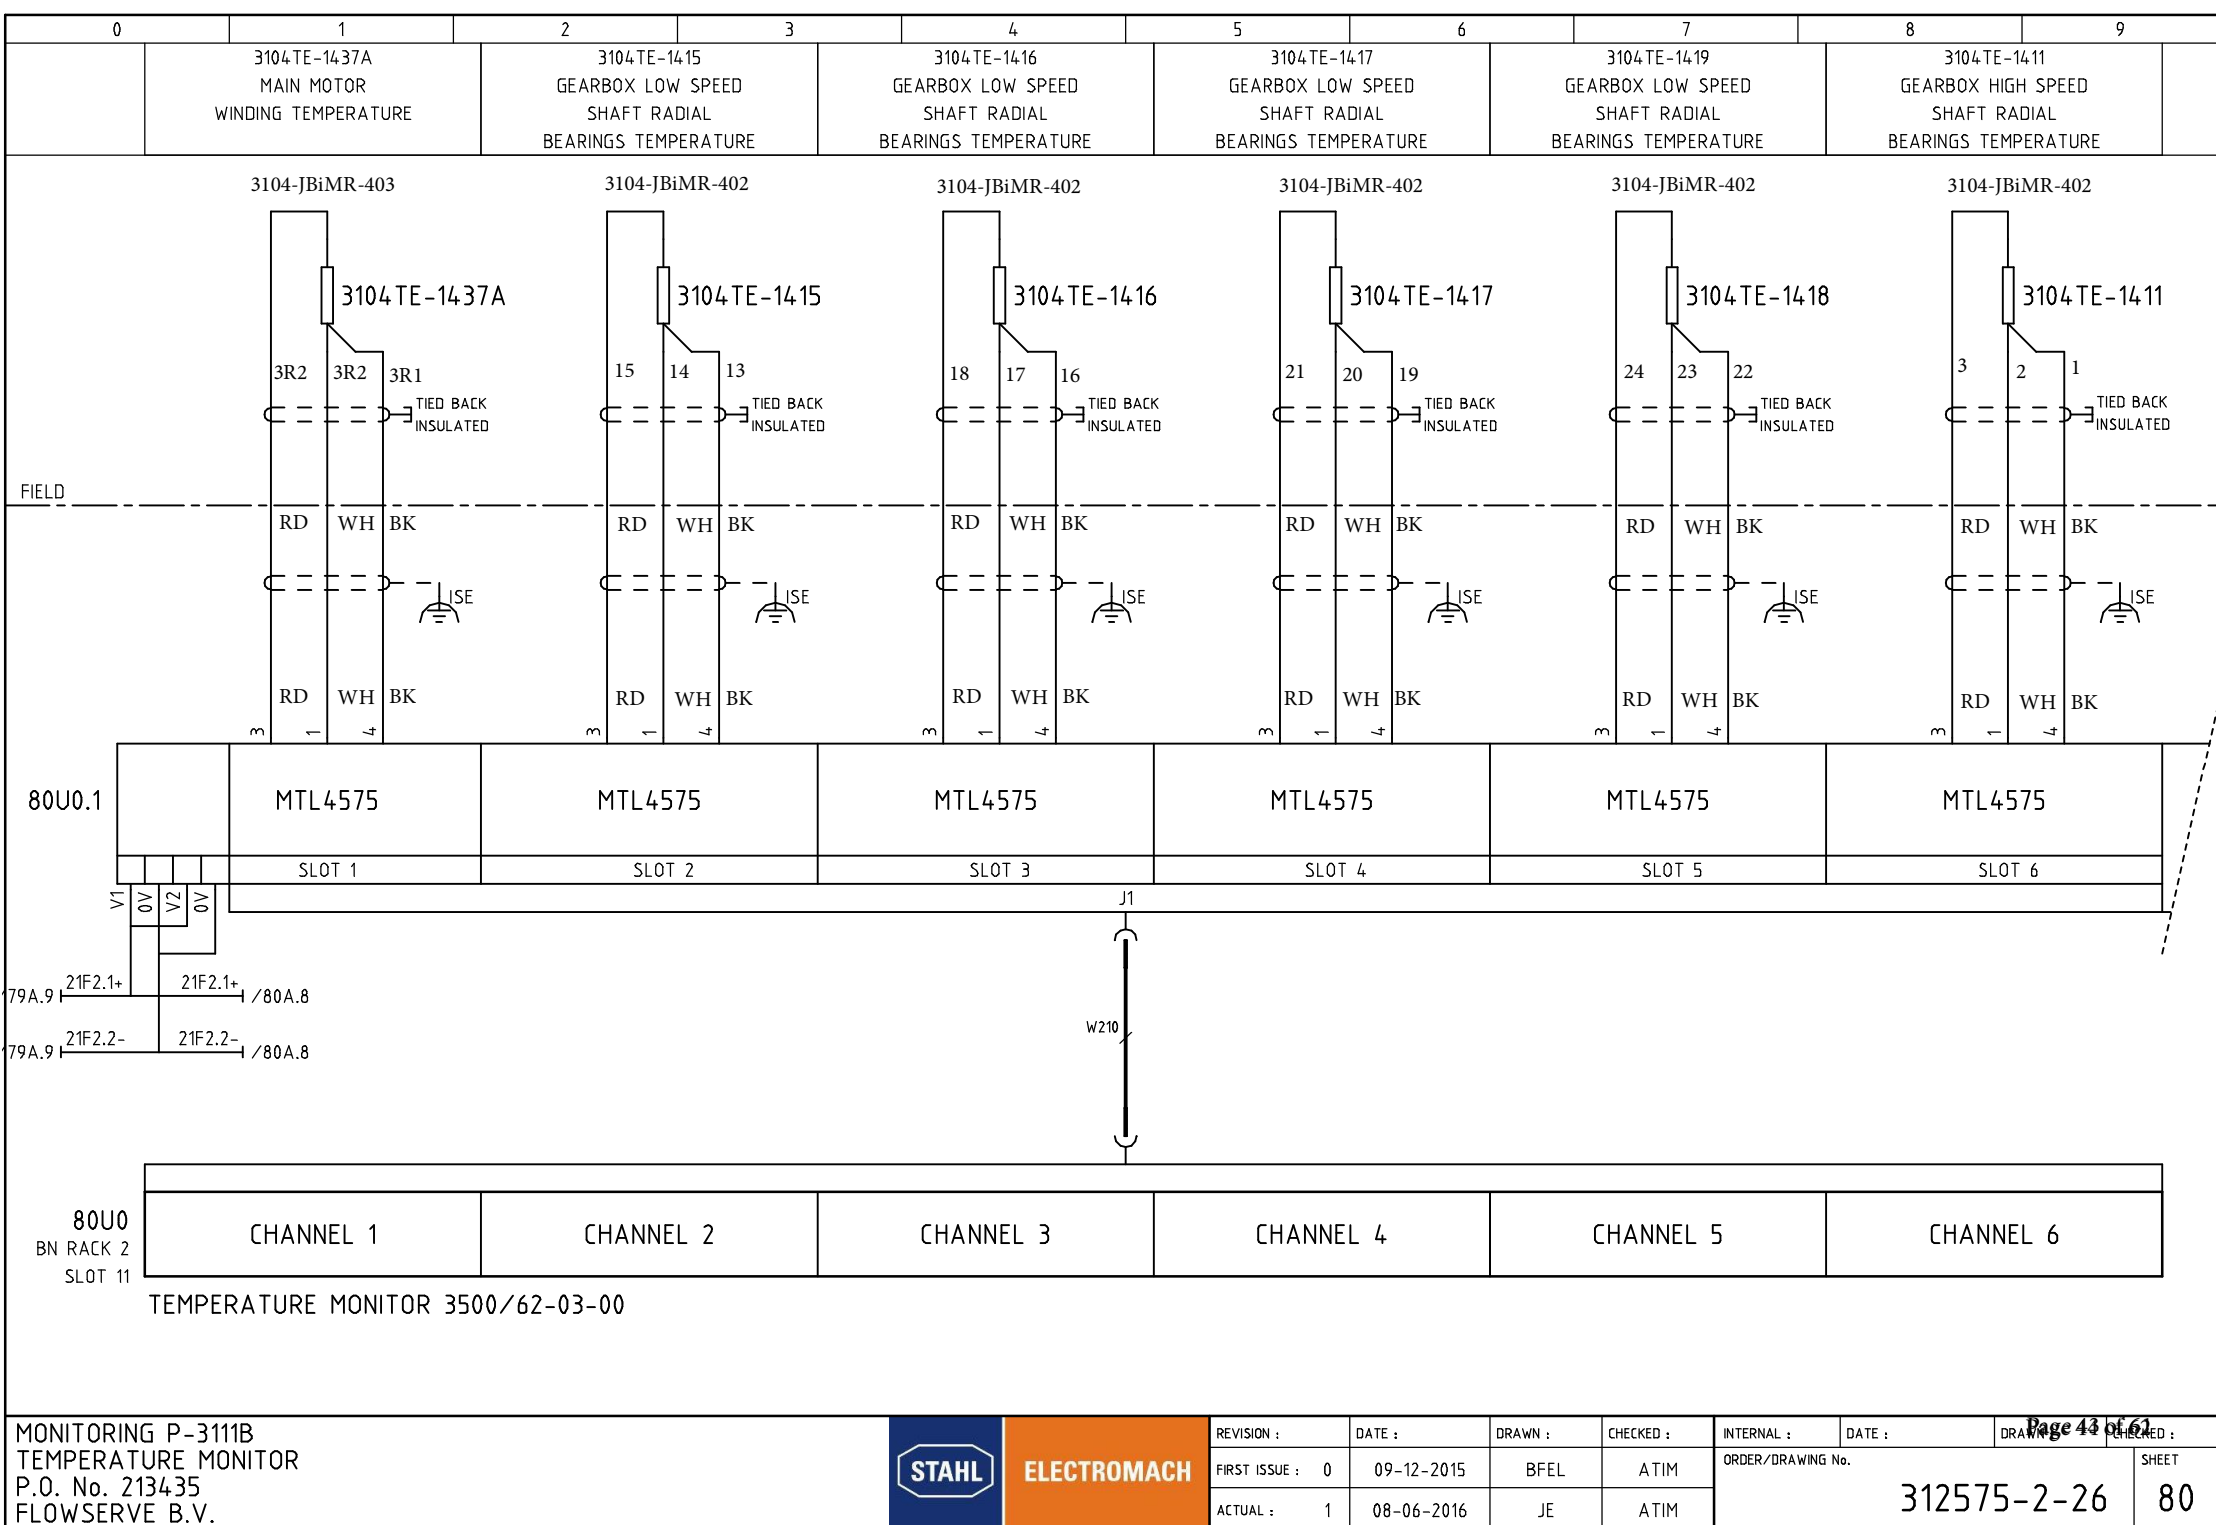 0 1 2 3 4 5 6 7 8 9
3104TE-1437A
MAIN MOTOR
WINDING TEMPERATURE
3104TE-1415
GEARBOX LOW SPEED
SHAFT RADIAL
BEARINGS TEMPERATURE
3104TE-1416
GEARBOX LOW SPEED
SHAFT RADIAL
BEARINGS TEMPERATURE
3104TE-1417
GEARBOX LOW SPEED
SHAFT RADIAL
BEARINGS TEMPERATURE
3104TE-1419
GEARBOX LOW SPEED
SHAFT RADIAL
BEARINGS TEMPERATURE
3104TE-1411
GEARBOX HIGH SPEED
SHAFT RADIAL
BEARINGS TEMPERATURE
3104-JBiMR-403 3104-JBiMR-402 3104-JBiMR-402 3104-JBiMR-402 3104-JBiMR-402 3104-JBiMR-402
3104TE-1437A 3104TE-1415 3104TE-1416 3104TE-1417 3104TE-1418 3104TE-1411
3R2 3R2 3R1 15 14 13 18 17 16 21 20 19 24 23 22 3 2 1
TIED BACK TIED BACK TIED BACK TIED BACK TIED BACK TIED BACK
INSULATED INSULATED INSULATED INSULATED INSULATED INSULATED
FIELD
RD WH BK RD WH BK RD WH BK RD WH BK RD WH BK RD WH BK
ISE ISE ISE ISE ISE ISE
RD WH BK RD WH BK RD WH BK RD WH BK RD WH BK RD WH BK
3 1 4 3 1 4 3 1 4 3 1 4 3 1 4 3 1 4
80U0.1 MTL4575 MTL4575 MTL4575 MTL4575 MTL4575 MTL4575
SLOT 1 SLOT 2 SLOT 3 SLOT 4 SLOT 5 SLOT 6
V1 0V V2 0V J1
79A.9 21F2.1+ 21F2.1+ /80A.8
W210
79A.9 21F2.2- 21F2.2- /80A.8
80U0
BN RACK 2
SLOT 11
CHANNEL 1 CHANNEL 2 CHANNEL 3 CHANNEL 4 CHANNEL 5 CHANNEL 6
TEMPERATURE MONITOR 3500/62-03-00
MONITORING P-3111B
TEMPERATURE MONITOR
P.O. No. 213435
FLOWSERVE B.V.
STAHL ELECTROMACH
REVISION : DATE : DRAWN : CHECKED :
FIRST ISSUE : 0 09-12-2015 BFEL ATIM
ACTUAL : 1 08-06-2016 JE ATIM
INTERNAL : DATE : DRAWN : CHECKED :
ORDER/DRAWING No. SHEET
312575-2-26 80